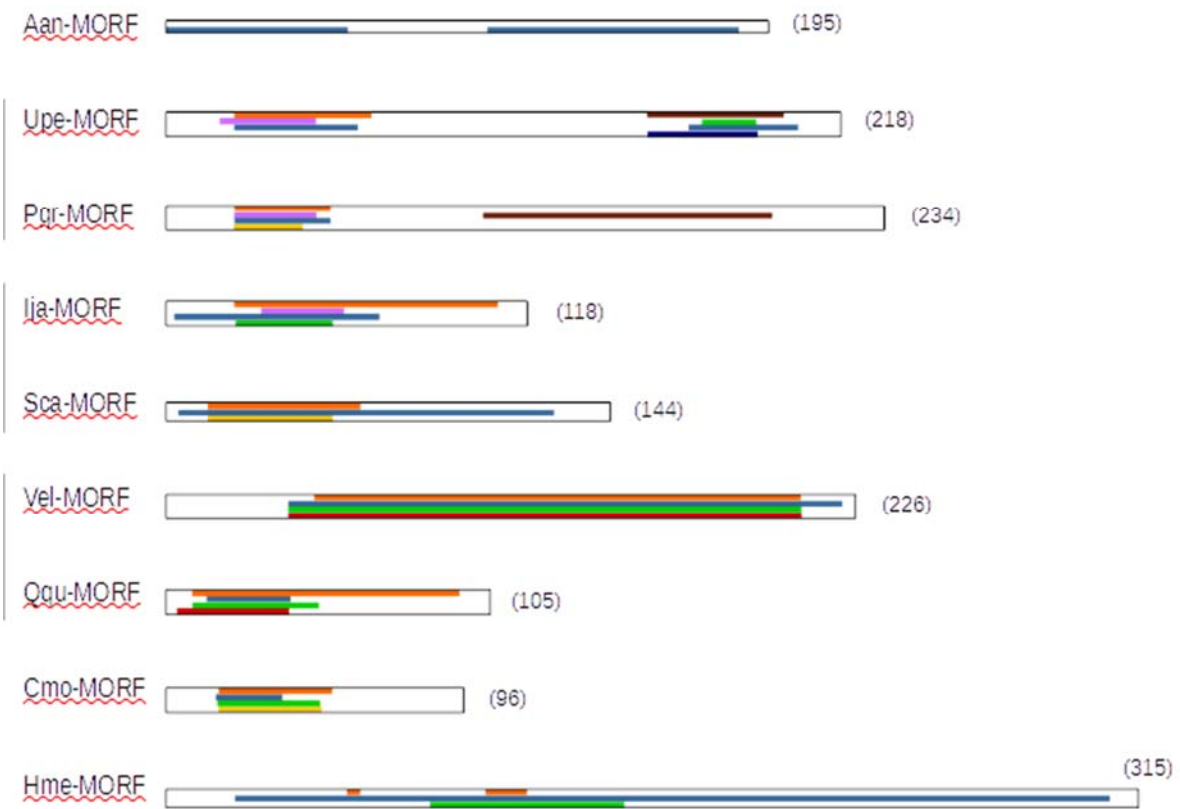 Aan-MORF (195)
Upe-MORF (218)
Pgr-MORF (234)
Ija-MORF (118)
Sca-MORF (144)
Vel-MORF (226)
Qqu-MORF (105)
Cmo-MORF (96)
Hme-MORF (315)